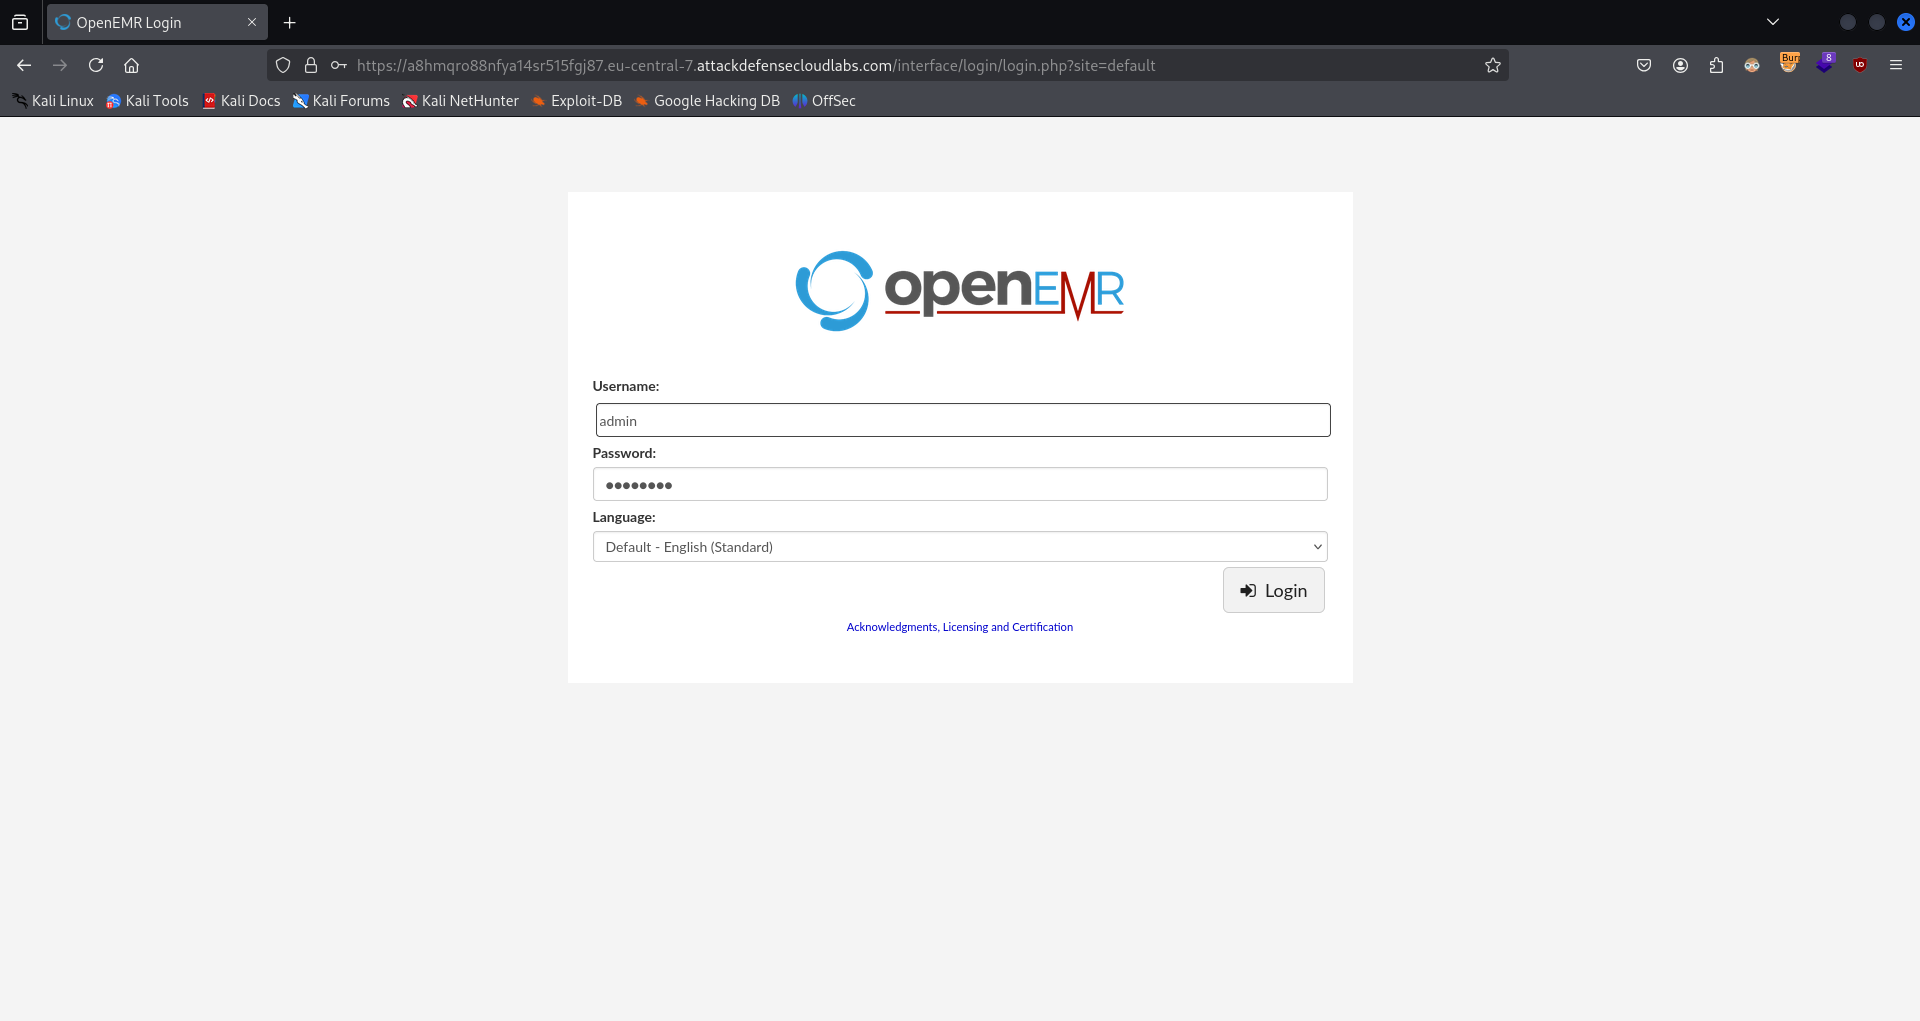 OpenEMR Login
https://a8hmqro88nfya14sr515fgj87.eu-central-7.attackdefensecloudlabs.com/interface/login/login.php?site=default
Bur
8
Kali Linux Kali Tools Kali Docs Kali Forums Kali NetHunter Exploit-DB Google Hacking DB OffSec
openEMR
Username:
admin
Password:
Language:
Default - English (Standard)
Login
Acknowledgments, Licensing and Certification